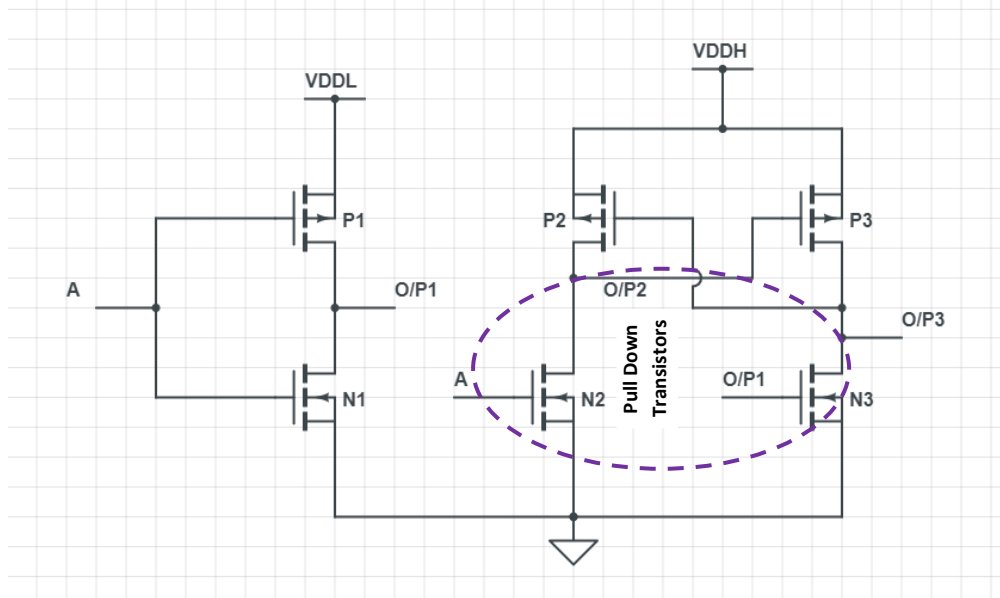 VDDH
VDDL
P1
P2
P3
A
O/P1
O/P2
O/P3
Pull Down
Transistors
A
O/P1
N1
N2
N3